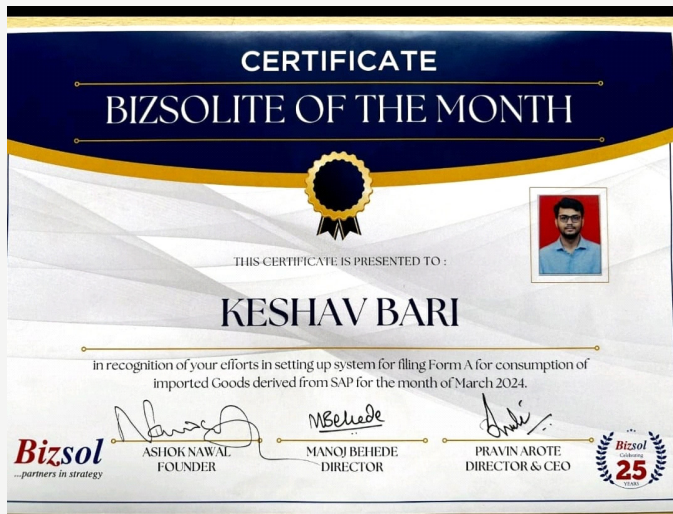 CERTIFICATE
BIZSOLITE OF THE MONTH
THIS CERTIFICATE IS PRESENTED TO :
KESHAV BARI
in recognition of your efforts in setting up system for filing Form A for consumption of
imported Goods derived from SAP for the month of March 2024.
MBehede
ASHOK NAWAL
FOUNDER
MANOJ BEHEDE
DIRECTOR
PRAVIN AROTE
DIRECTOR & CEO
Bizsol
...partners in strategy
Bizsol
Celebrating
25
YEARS